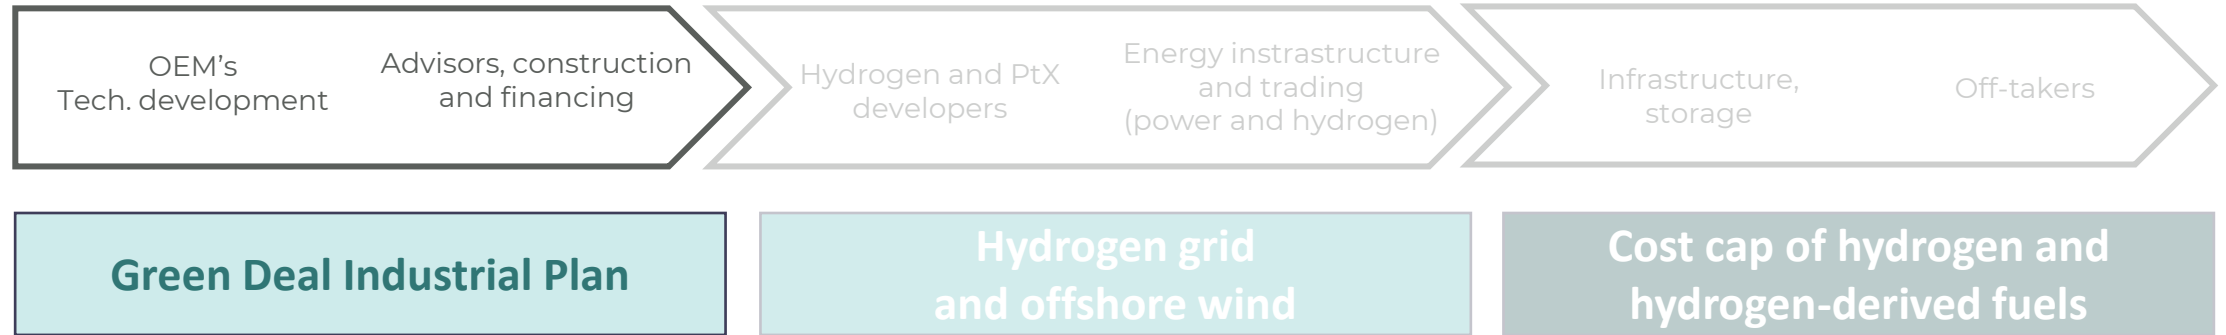 OEM's
Tech. development
Advisors, construction
and financing
Hydrogen and PtX
developers
Energy instrastructure
and trading
(power and hydrogen)
Infrastructure,
storage
Off-takers
Green Deal Industrial Plan
Hydrogen grid
and offshore wind
Cost cap of hydrogen and
hydrogen-derived fuels